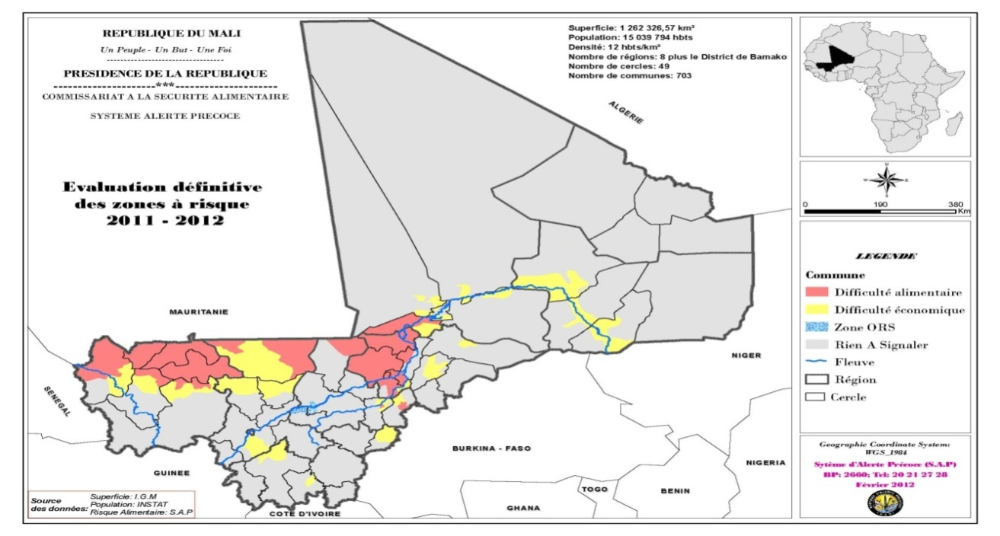 REPUBLIQUE DU MALI
Un Peuple - Un But - Une Foi
---------------------------------
PRESIDENCE DE LA REPUBLIQUE
----------------------***----------------------
COMMISSARIAT A LA SECURITE ALIMENTAIRE
SYSTEME ALERTE PRECOCE
Evaluation définitive
des zones à risque
2011 - 2012
Superficie: 1 262 326,57 km²
Population: 15 039 794 hbts
Densité: 12 hbts/km²
Nombre de régions: 8 plus le District de Bamako
Nombre de cercles: 49
Nombre de communes: 703
ALGERIE
MAURITANIE
NIGER
SENEGAL
BURKINA - FASO
NIGERIA
GUINEE
TOGO
BENIN
GHANA
COTE D'IVOIRE
Source
des données:
Superficie: I.G.M
Population: INSTAT
Risque Alimentaire: S.A.P
N
W
E
S
0 190 380
Km
LEGENDE
Commune
Difficulté alimentaire
Difficulté économique
Zone ORS
Rien A Signaler
Fleuve
Région
Cercle
Geographic Coordinate System:
WGS_1984
Sytème d'Alerte Précoce (S.A.P)
BP: 2660; Tel: 20 21 27 28
Février 2012